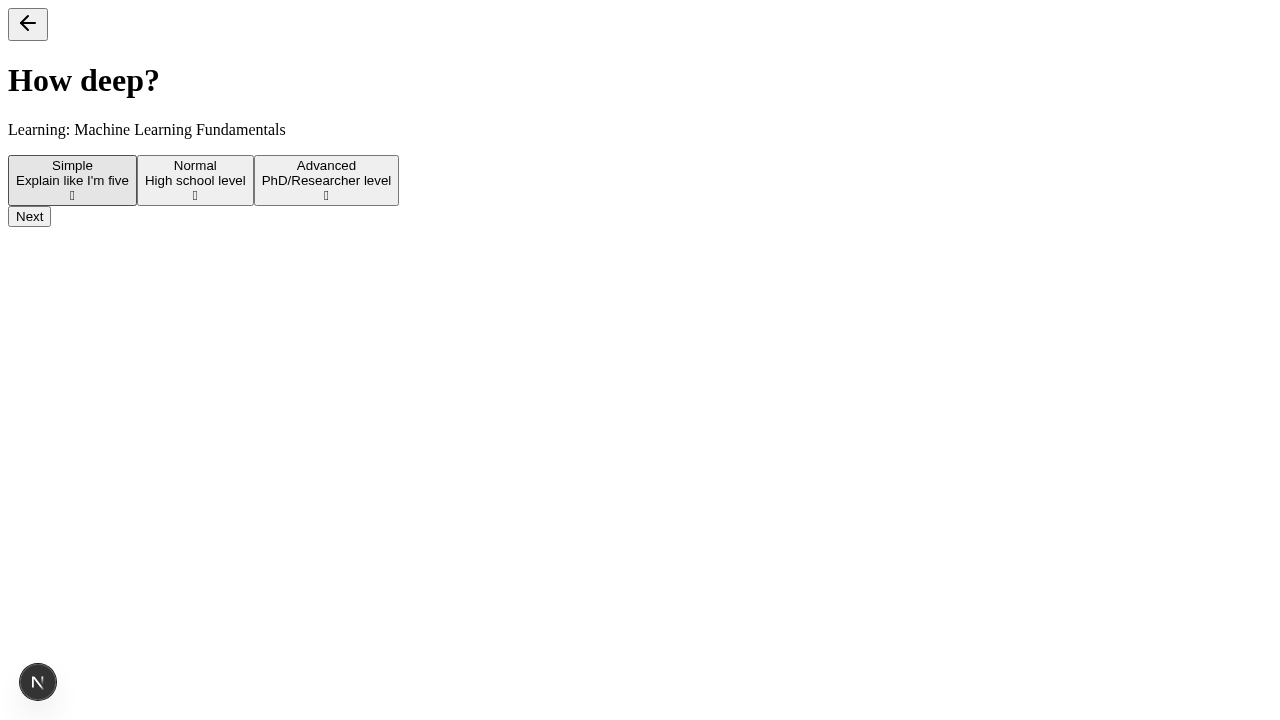 How deep?
Learning: Machine Learning Fundamentals
Simple
Explain like I'm five
Normal
High school level
Advanced
PhD/Researcher level
Next
N